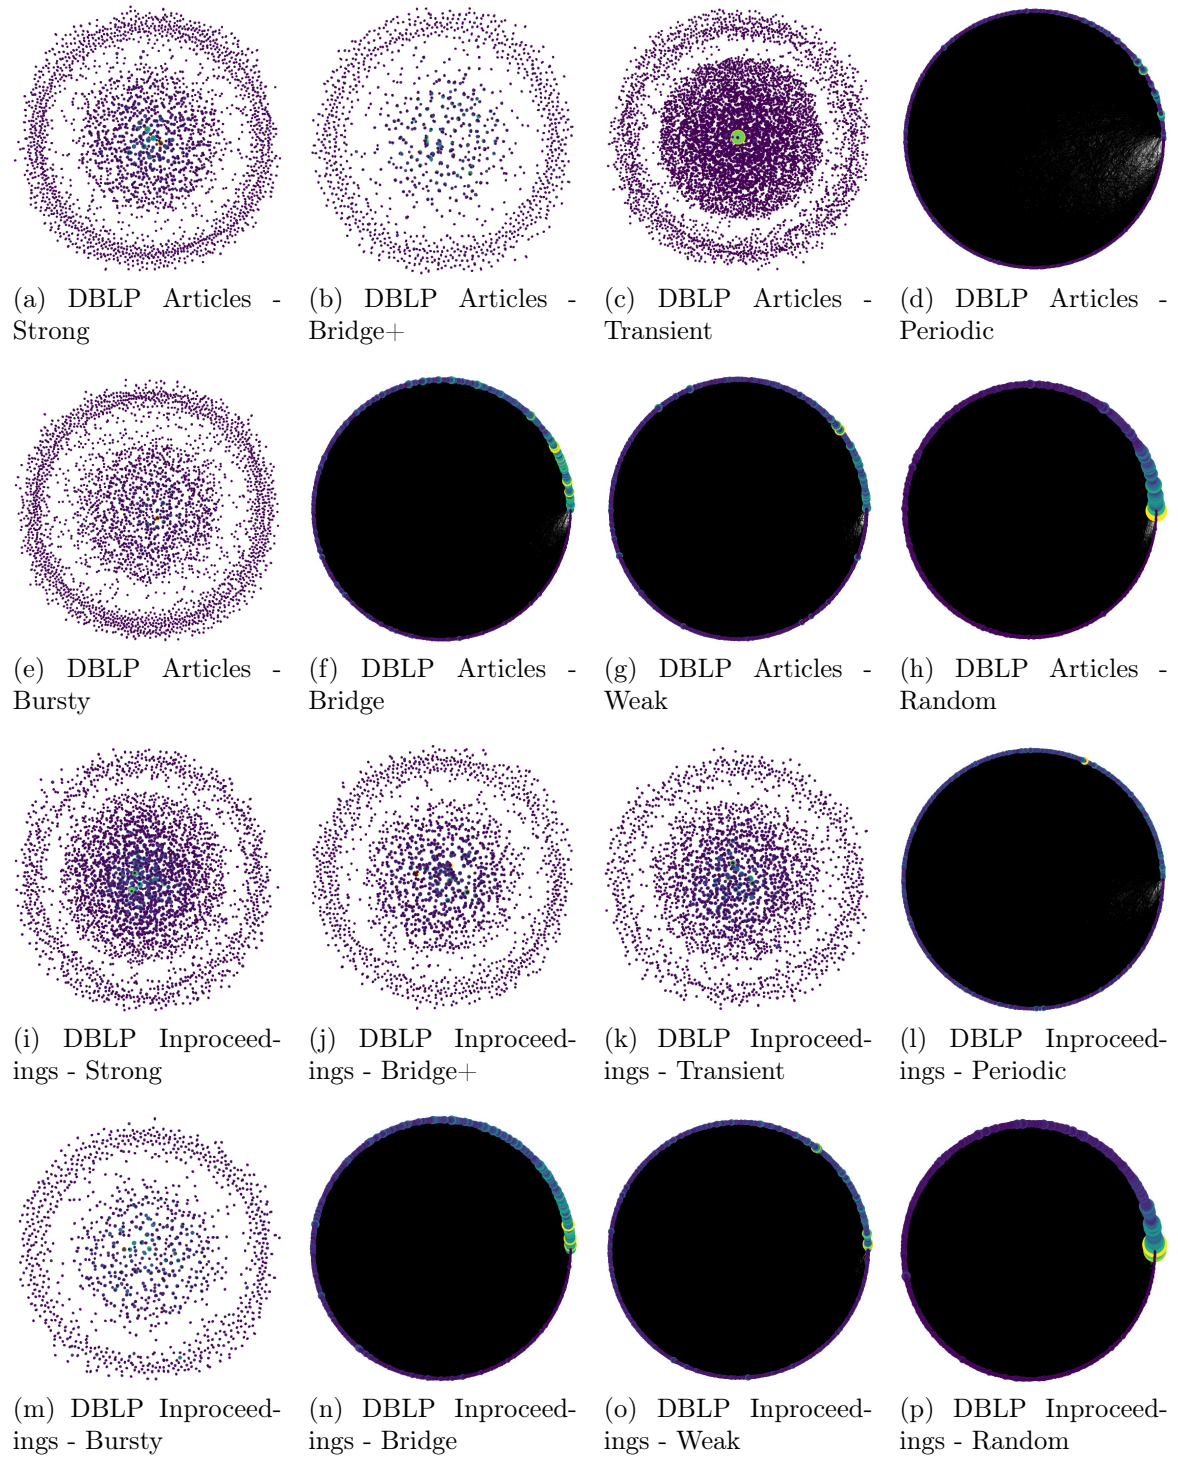 (a) DBLP Articles -
Strong
(b) DBLP Articles -
Bridge+
(c) DBLP Articles -
Transient
(d) DBLP Articles -
Periodic
(e) DBLP Articles -
Bursty
(f) DBLP Articles -
Bridge
(g) DBLP Articles -
Weak
(h) DBLP Articles -
Random
(i) DBLP Inproceed-
ings - Strong
(j) DBLP Inproceed-
ings - Bridge+
(k) DBLP Inproceed-
ings - Transient
(l) DBLP Inproceed-
ings - Periodic
(m) DBLP Inproceed-
ings - Bursty
(n) DBLP Inproceed-
ings - Bridge
(o) DBLP Inproceed-
ings - Weak
(p) DBLP Inproceed-
ings - Random